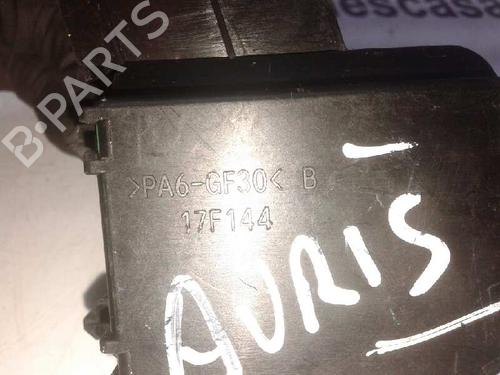 escasa
B·PARTS
>PA6-GF30< B
17F144
AURIS